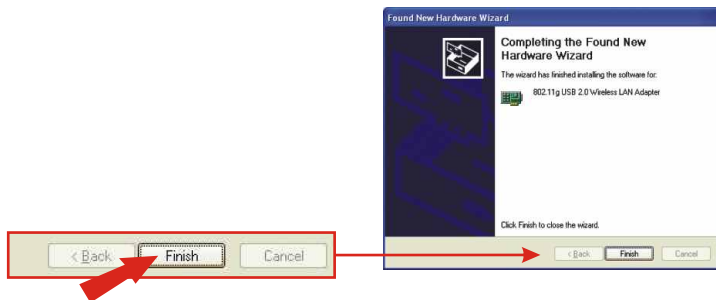 Found New Hardware Wizard
Completing the Found New
Hardware Wizard
The wizard has finished installing the software for:
802.11g USB 2.0 Wireless LAN Adapter
Click Finish to close the wizard.
< Back Finish Cancel
< Back Finish Cancel